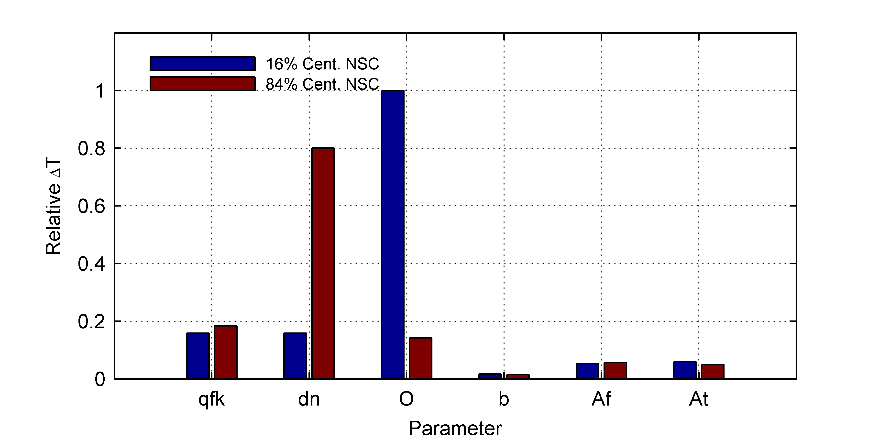 16% Cent. NSC
84% Cent. NSC
1
0.8
0.6
0.4
0.2
0
Relative ΔT
qfk dn O b Af At
Parameter